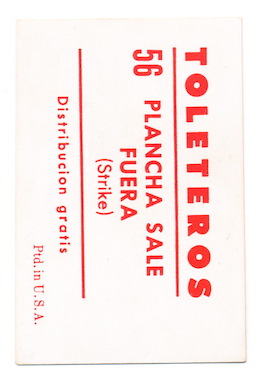 TOLETEROS
56 PLANCHA SALE
FUERA
(Strike)
Distribucion gratis
Ptd. in U.S.A.